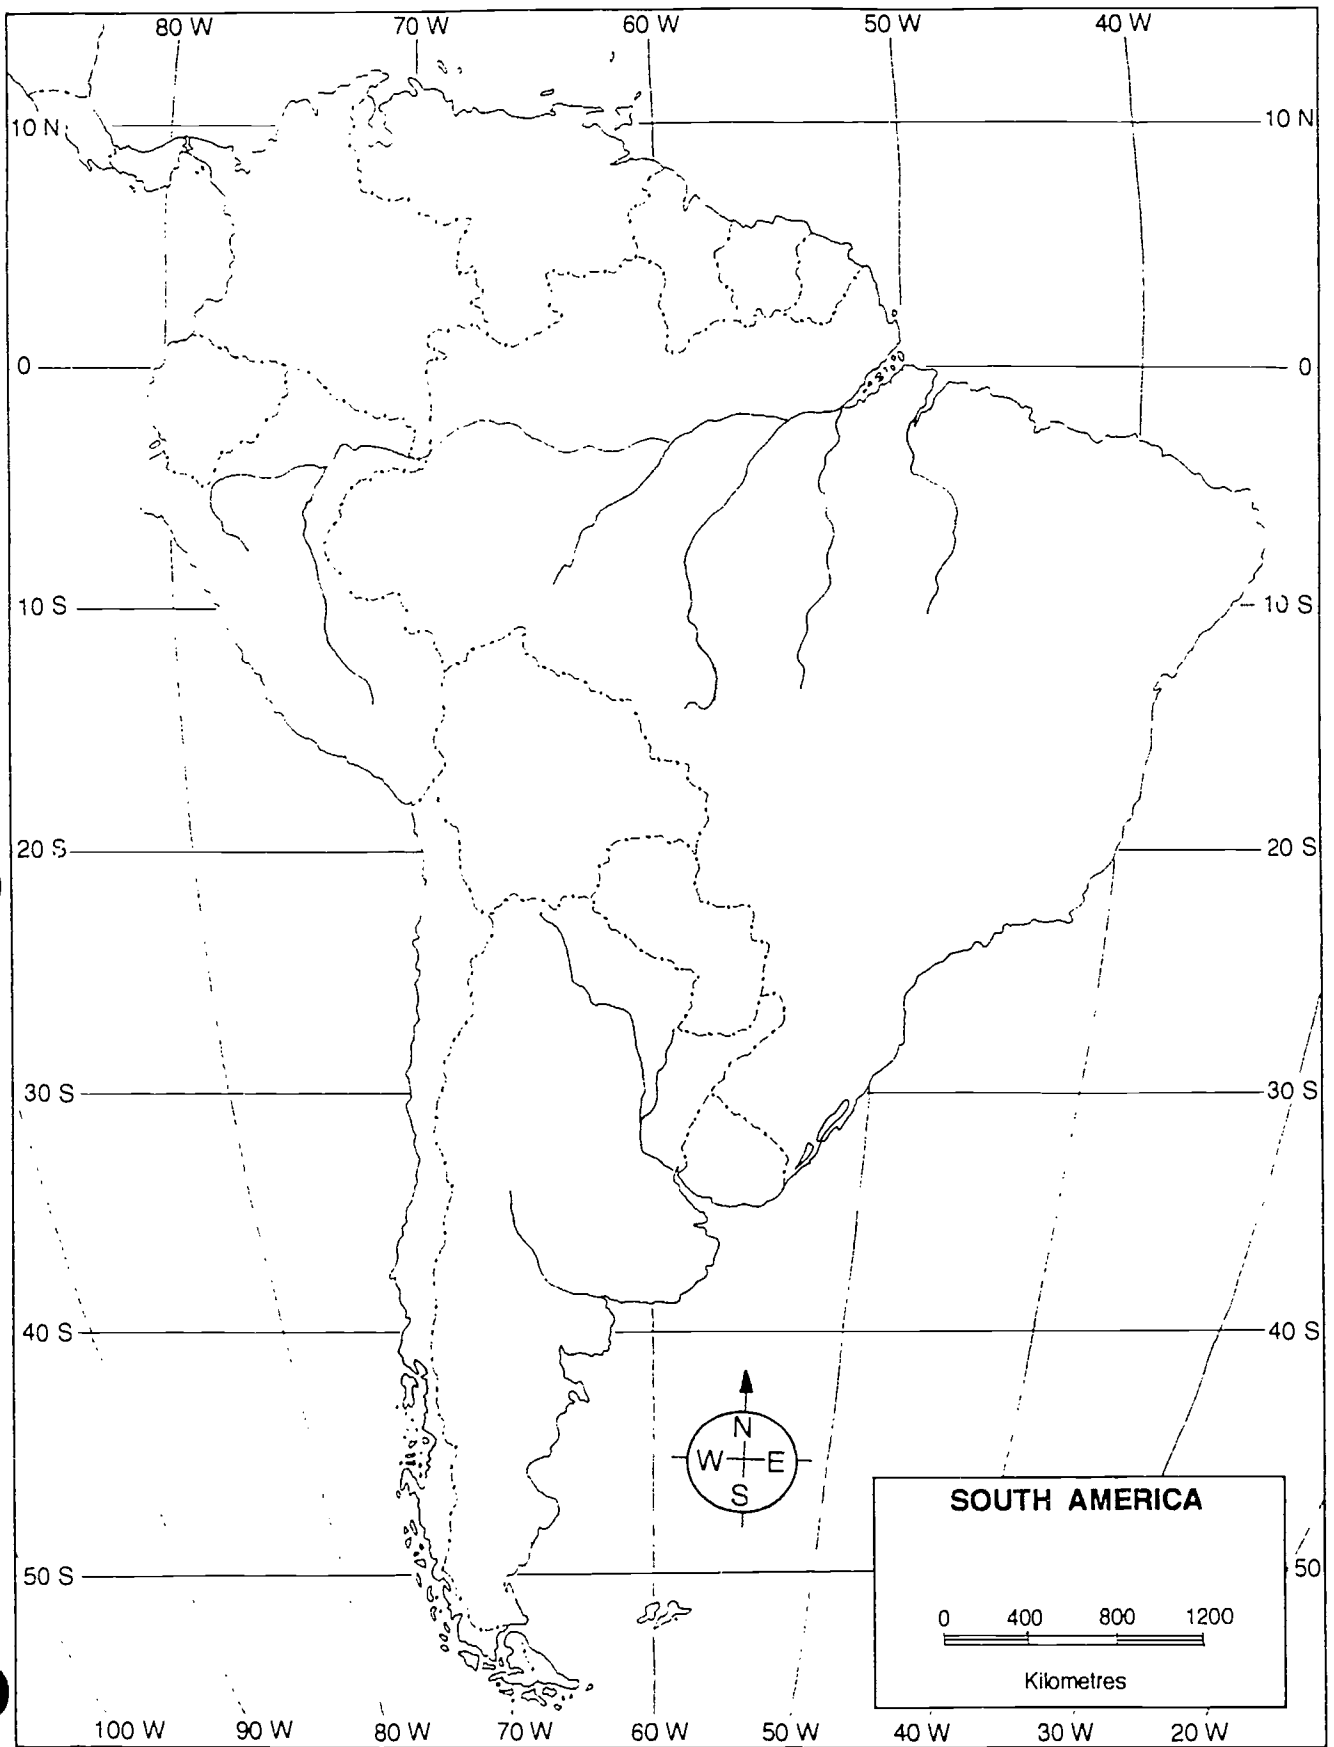 80 W 70 W 60 W 50 W 40 W
10 N 10 N
0 0
10 S 10 S
20 S 20 S
30 S 30 S
40 S 40 S
N
W E
S
SOUTH AMERICA
50 S 50
0 400 800 1200
Kilometres
100 W 90 W 80 W 70 W 60 W 50 W 40 W 30 W 20 W